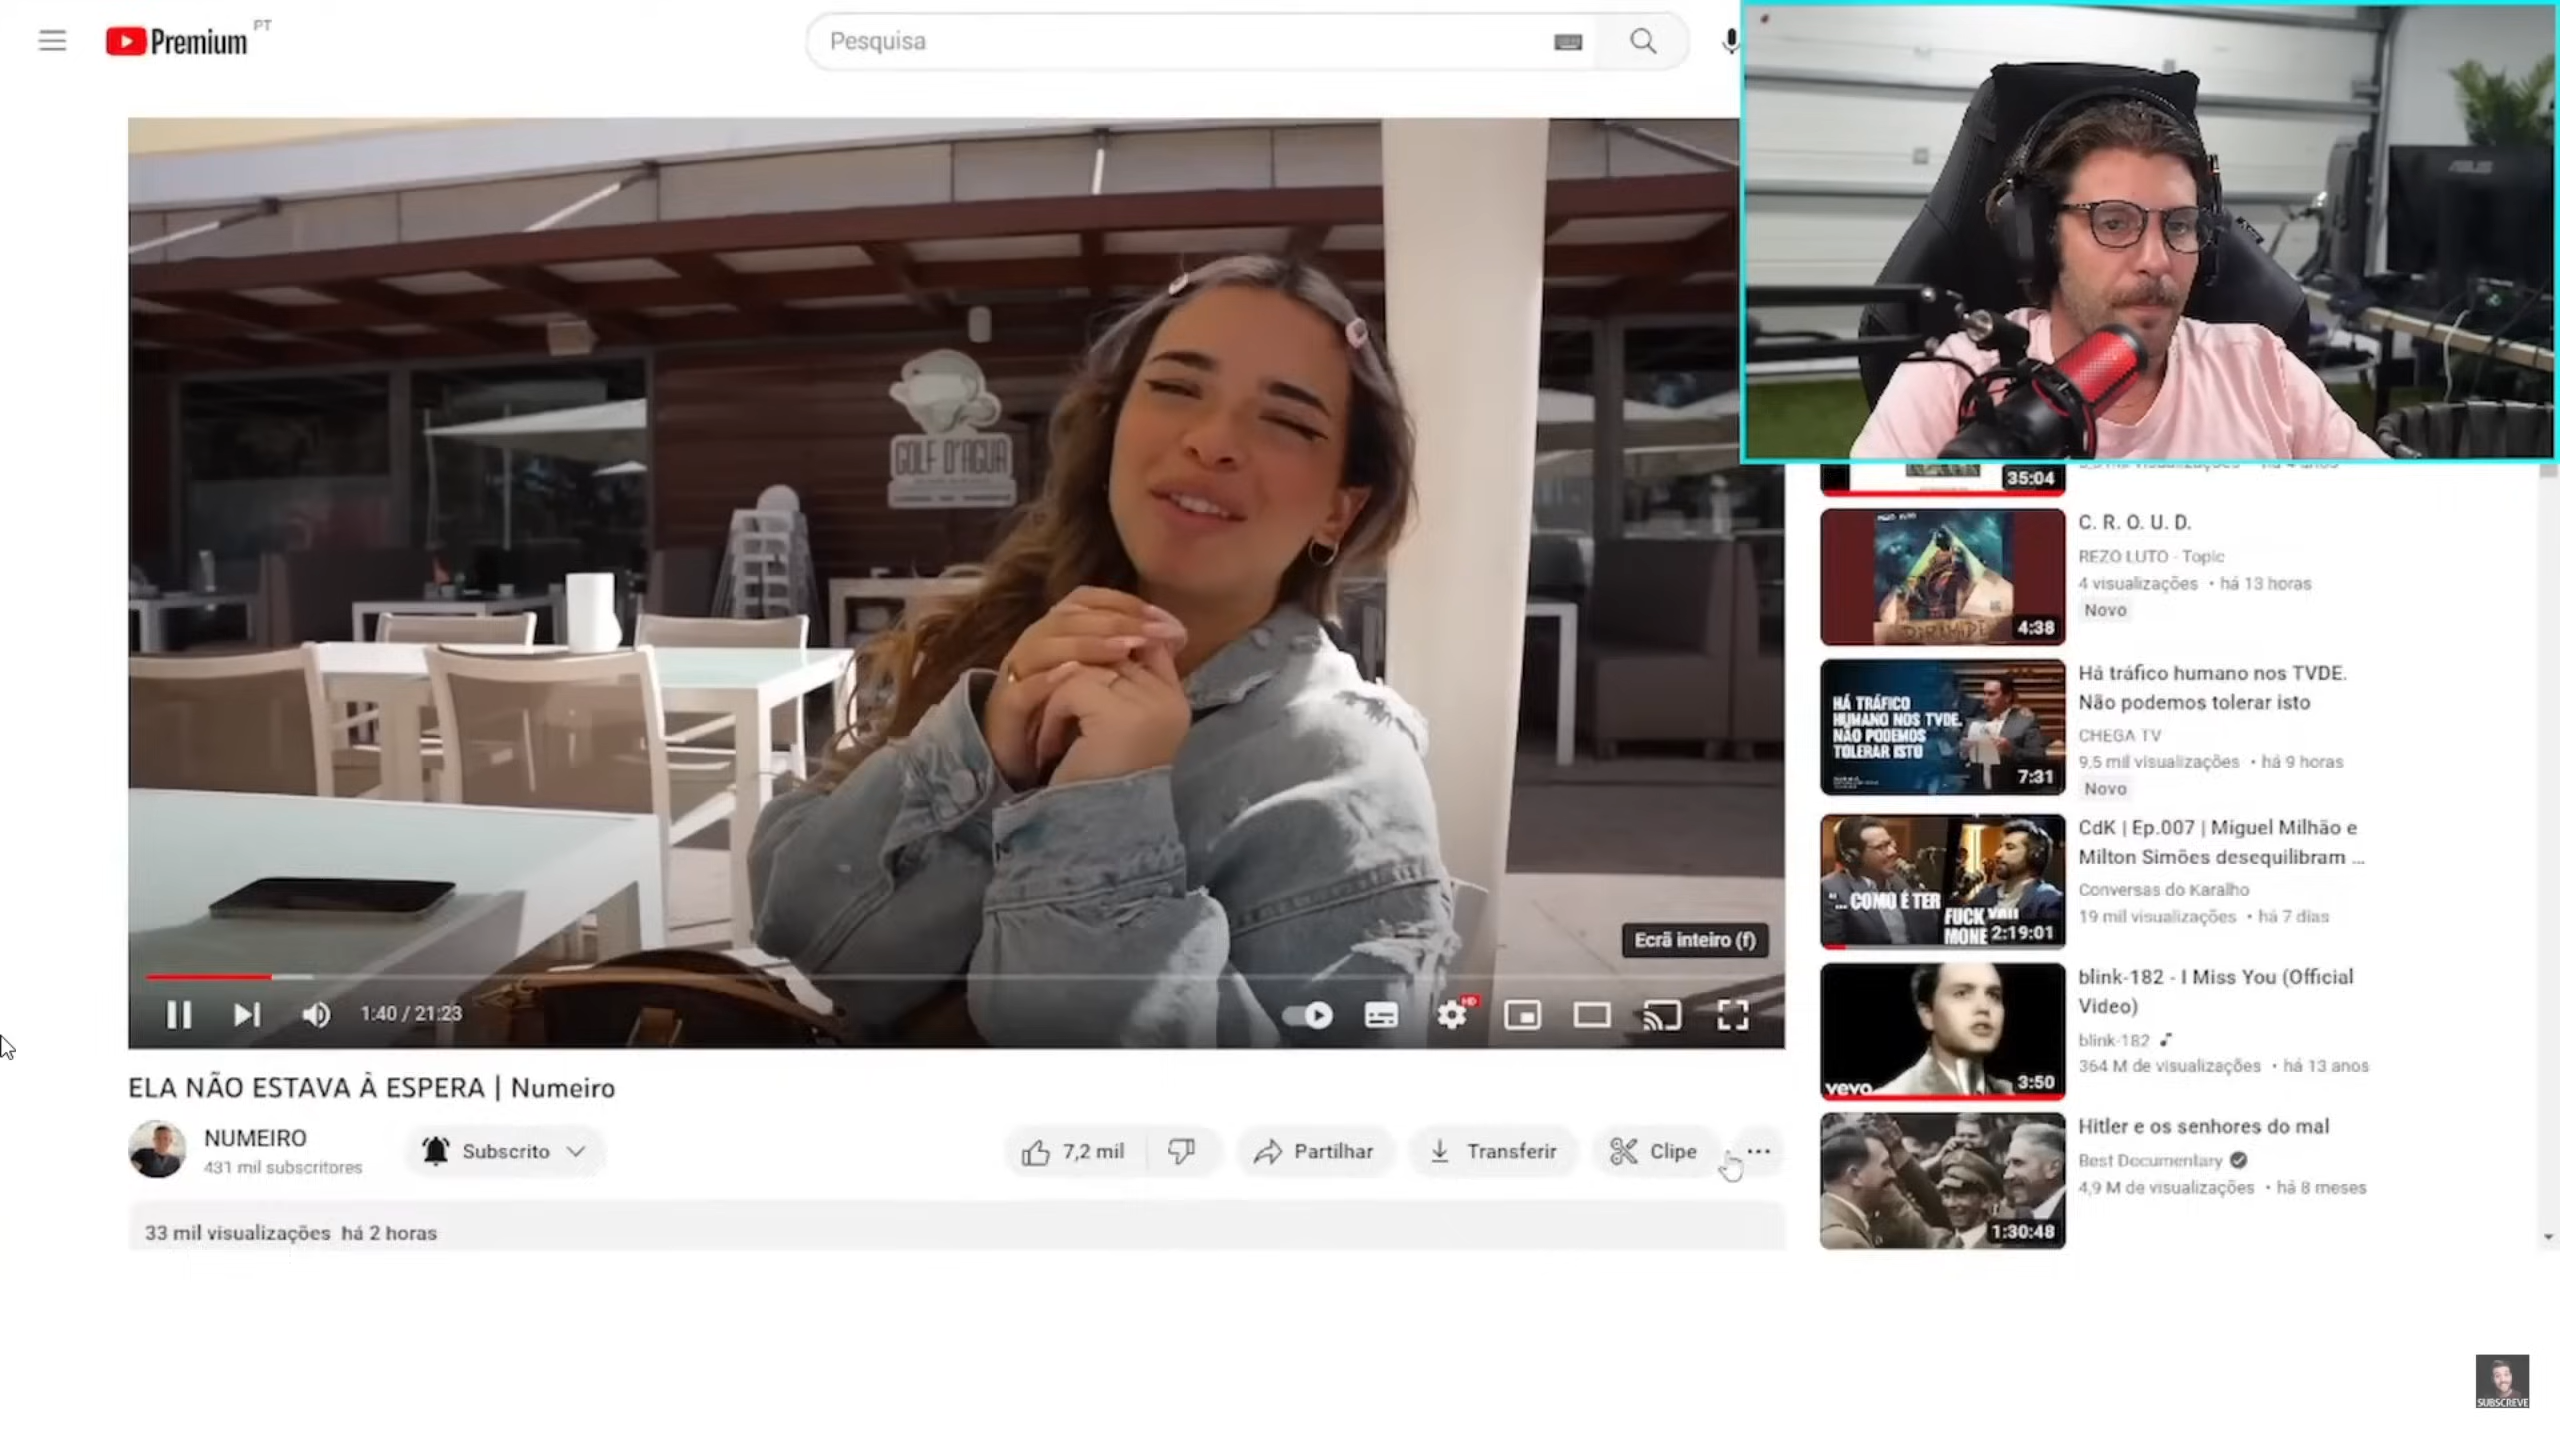 Premium PT
Pesquisa
ASUS
GOLF D'AGUA
Ecrã inteiro (f)
HD
1:40 / 21:23
ELA NÃO ESTAVA À ESPERA | Numeiro
NUMEIRO
431 mil subscritores
Subscrito
7,2 mil
Partilhar
Transferir
Clipe
33 mil visualizações há 2 horas
35:04
4:38
C. R. O. U. D.
REZO LUTO - Topic
4 visualizações • há 13 horas
Novo
HÁ TRÁFICO
HUMANO NOS TVDE.
NÃO PODEMOS
TOLERAR ISTO
7:31
Há tráfico humano nos TVDE.
Não podemos tolerar isto
CHEGA TV
9,5 mil visualizações • há 9 horas
Novo
"... COMO É TER
FUCK YOU
MONE
2:19:01
CdK | Ep.007 | Miguel Milhão e
Milton Simões desequilibram ...
Conversas do Karalho
19 mil visualizações • há 7 dias
vevo
3:50
blink-182 - I Miss You (Official
Video)
blink-182
364 M de visualizações • há 13 anos
1:30:48
Hitler e os senhores do mal
Best Documentary
4,9 M de visualizações • há 8 meses
SUBSCREVE